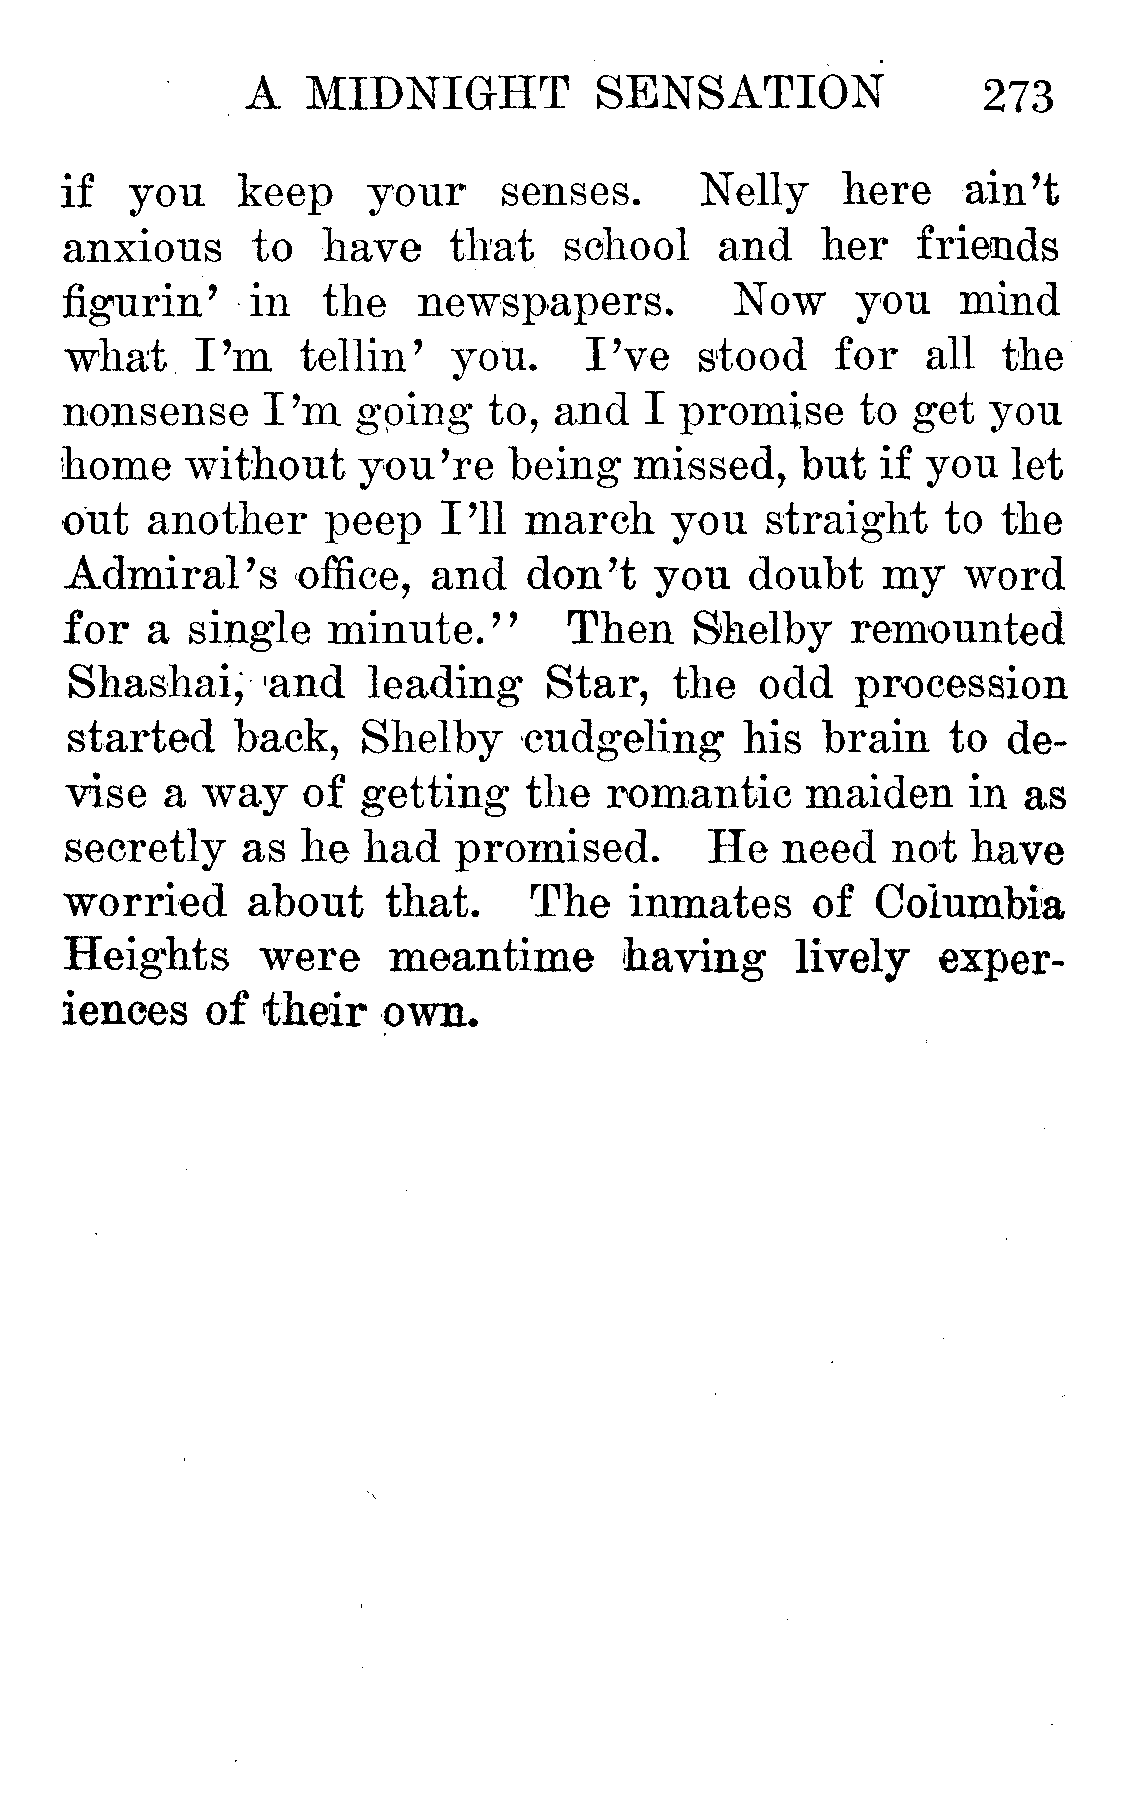 A MIDNIGHT SENSATION 273
if you keep your senses. Nelly here ain't
anxious to have that school and her friends
figurin' in the newspapers. Now you mind
what I'm tellin' you. I've stood for all the
nonsense I'm going to, and I promise to get you
home without you're being missed, but if you let
out another peep I'll march you straight to the
Admiral's office, and don't you doubt my word
for a single minute.'' Then Shelby remounted
Shashai, and leading Star, the odd procession
started back, Shelby cudgeling his brain to de-
vise a way of getting the romantic maiden in as
secretly as he had promised. He need not have
worried about that. The inmates of Columbia
Heights were meantime having lively exper-
iences of their own.